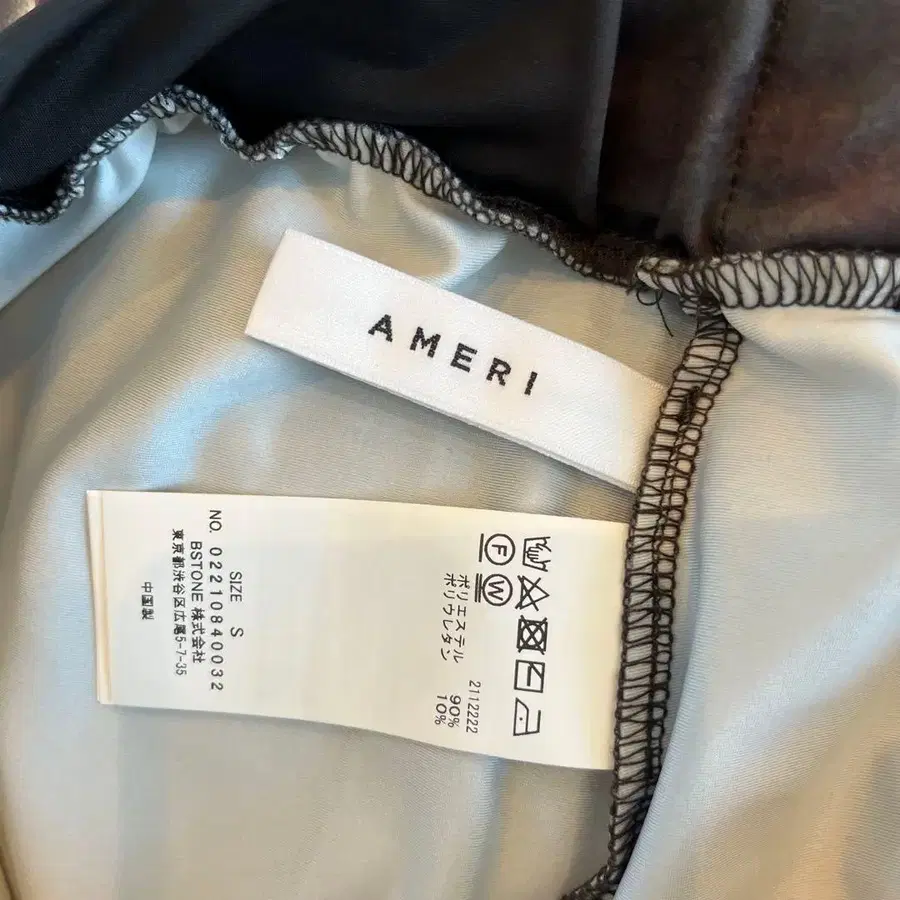 AMERI
2112222
ポリエステル 90%
ポリウレタン 10%
SIZE S
NO. 02210840032
BSTONE 株式会社
東京都渋谷区広尾5-7-35
中国製